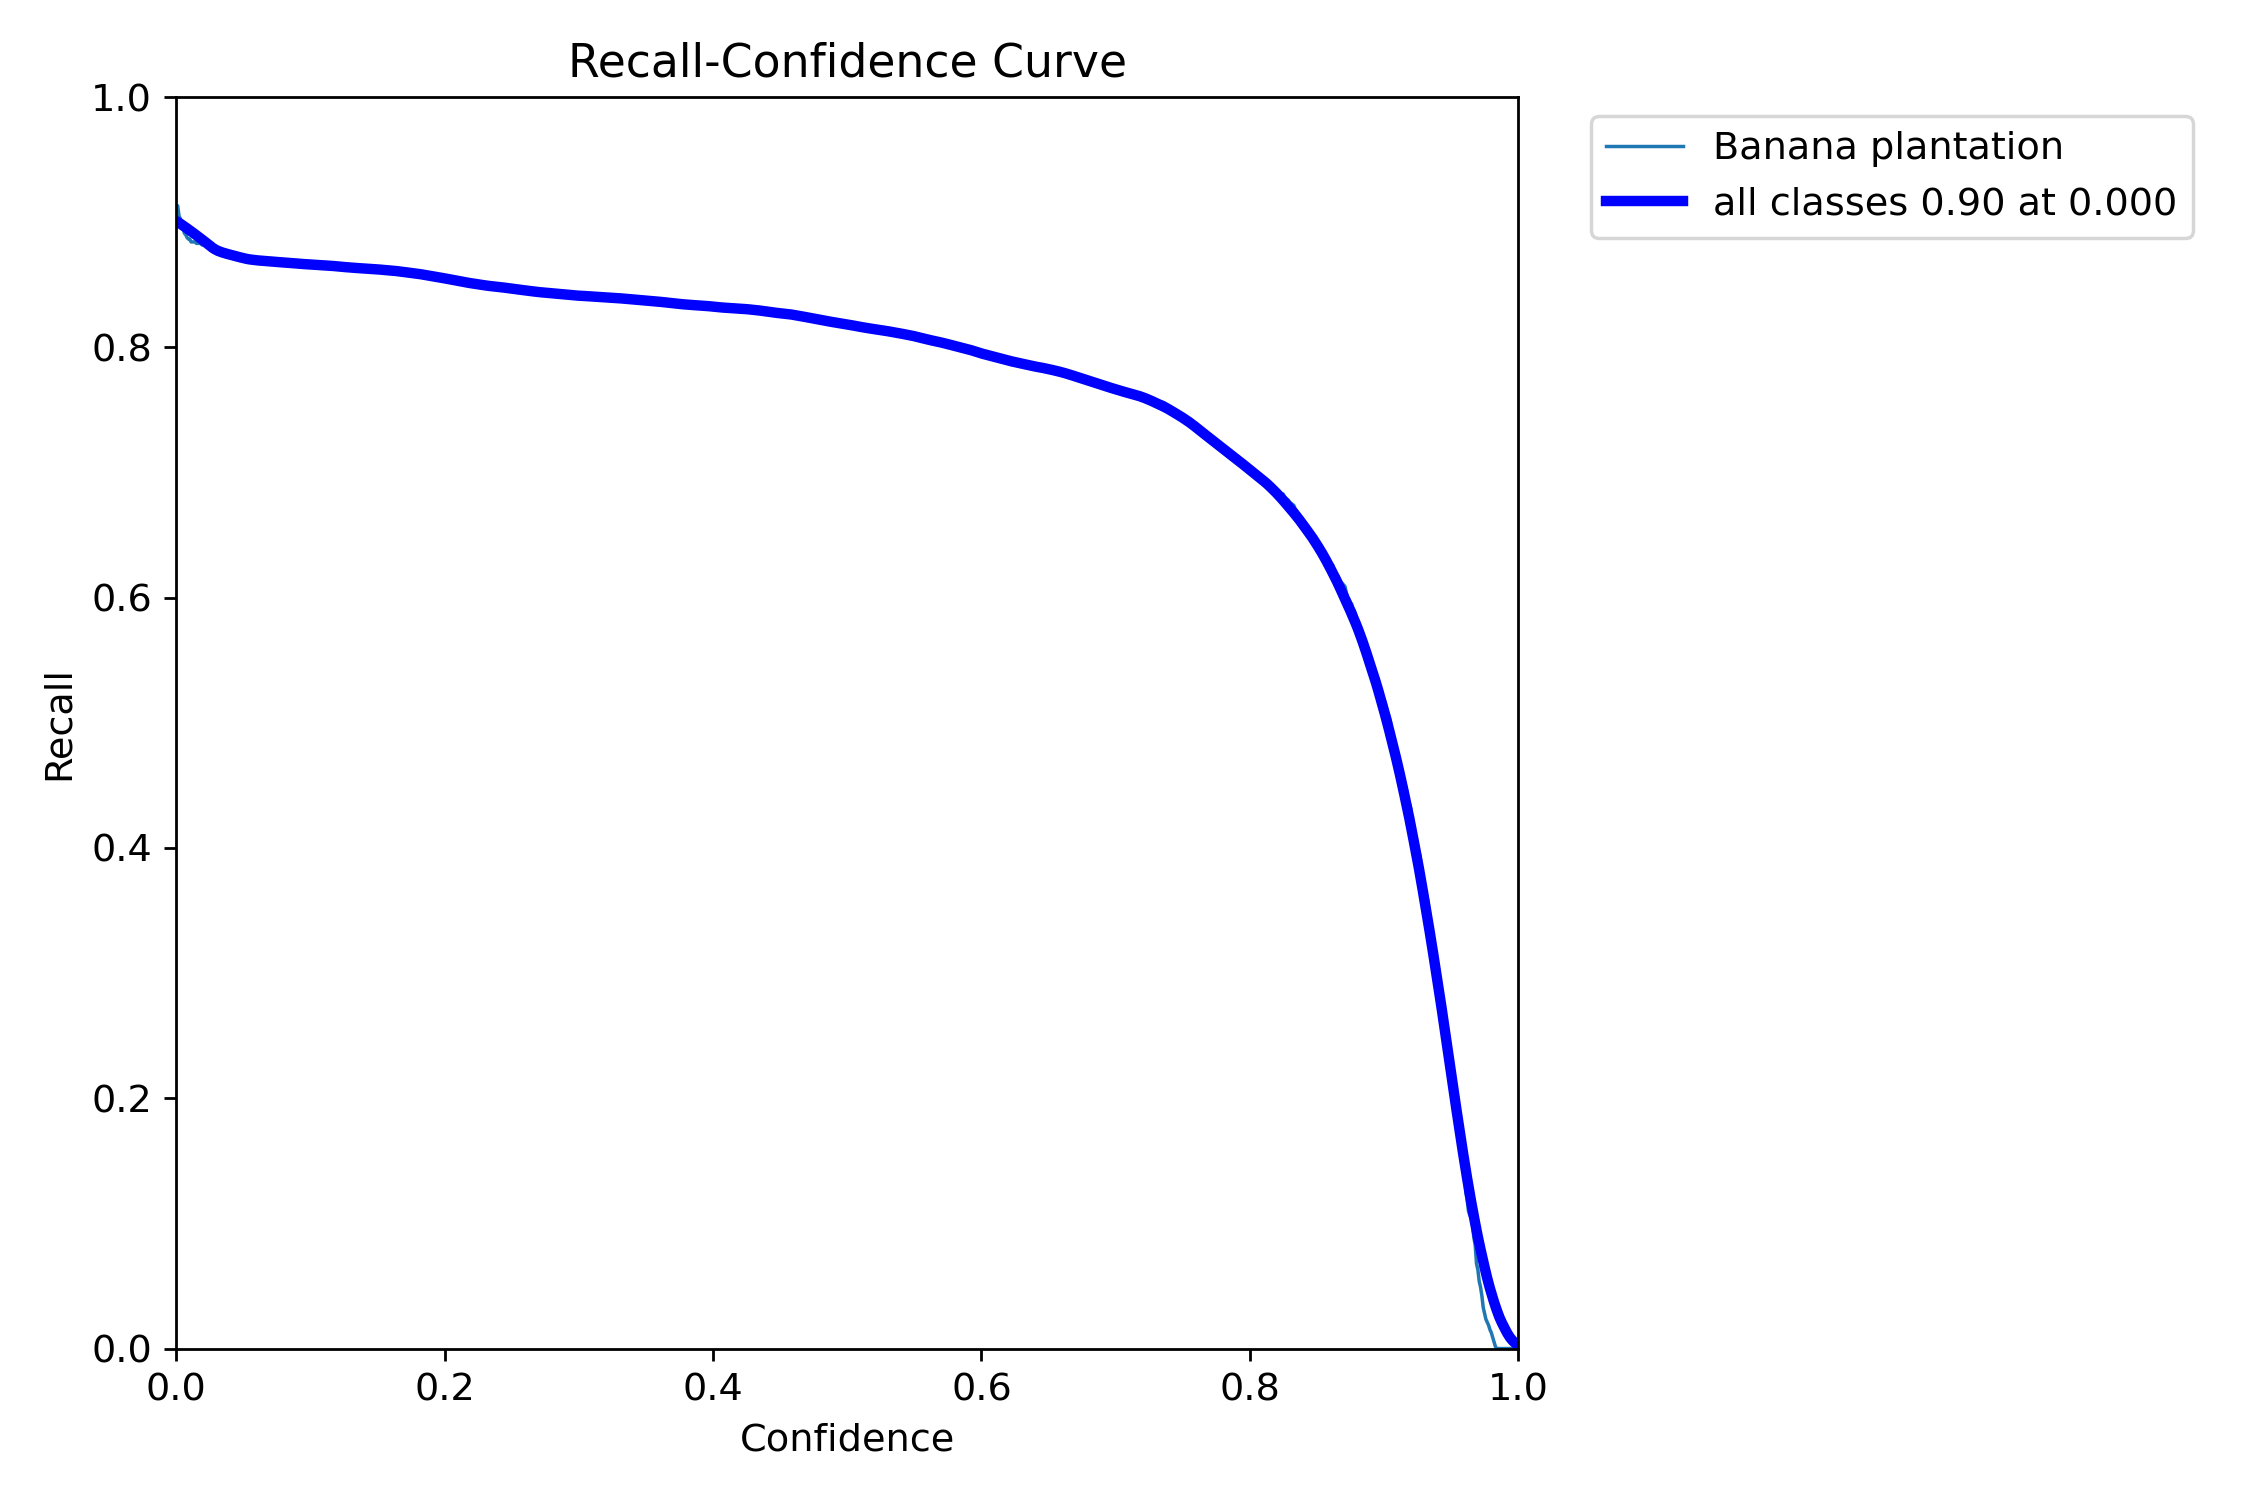 Recall-Confidence Curve
1.0
0.8
0.6
0.4
0.2
0.0
Recall
0.0 0.2 0.4 0.6 0.8 1.0
Confidence
Banana plantation
all classes 0.90 at 0.000